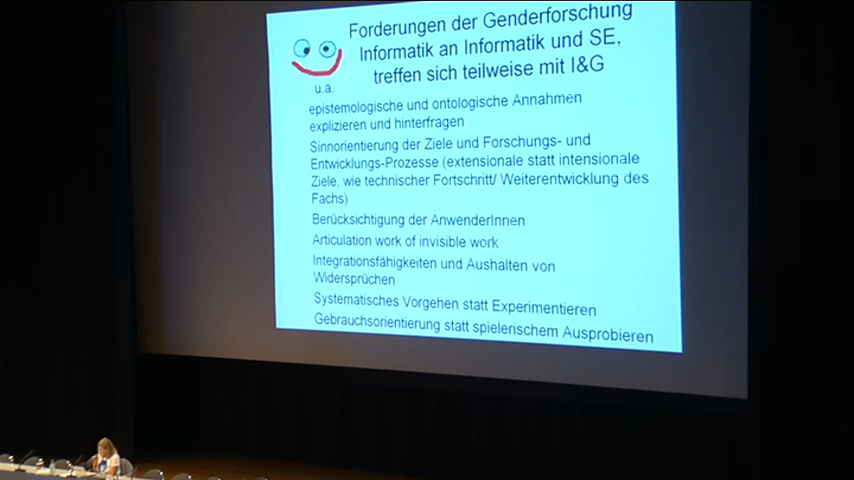 Forderungen der Genderforschung
Informatik an Informatik und SE,
treffen sich teilweise mit I&G
u.a.
epistemologische und ontologische Annahmen
explizieren und hinterfragen
Sinnorientierung der Ziele und Forschungs- und
Entwicklungs-Prozesse (extensionale statt intensionale
Ziele, wie technischer Fortschritt/ Weiterentwicklung des
Fachs)
Berücksichtigung der AnwenderInnen
Articulation work of invisible work
Integrationsfähigkeiten und Aushalten von
Widersprüchen
Systematisches Vorgehen statt Experimentieren
Gebrauchsorientierung statt spielerischem Ausprobieren